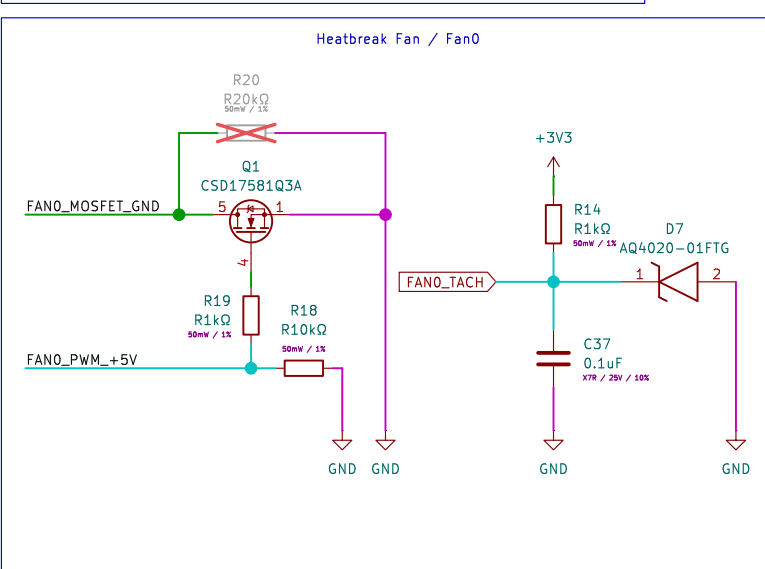 Heatbreak Fan / Fan0
R20
R20kΩ
50mW / 1%
Q1
CSD17581Q3A
FAN0_MOSFET_GND
5
1
4
R19
R1kΩ
50mW / 1%
R18
R10kΩ
50mW / 1%
FAN0_PWM_+5V
GND
GND
+3V3
R14
R1kΩ
50mW / 1%
D7
AQ4020-01FTG
FAN0_TACH
1
2
C37
0.1uF
X7R / 25V / 10%
GND
GND